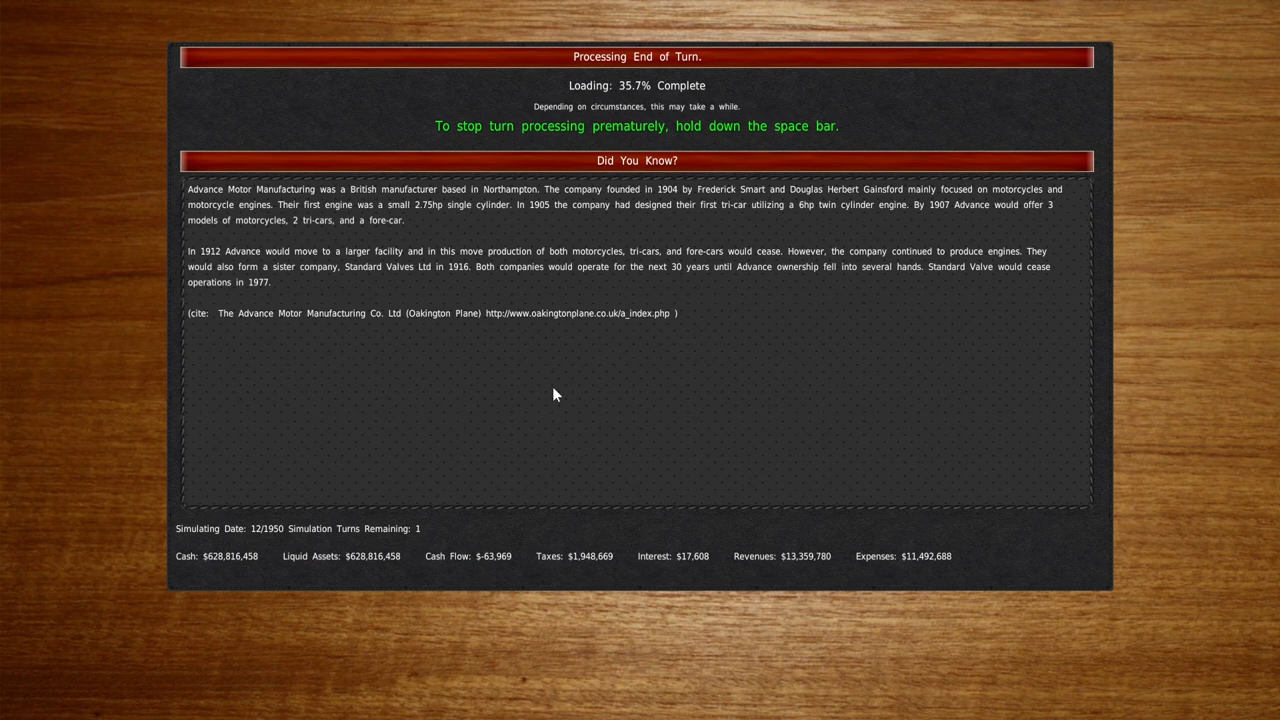 Processing End of Turn.
Loading: 35.7% Complete
Depending on circumstances, this may take a while.
To stop turn processing prematurely, hold down the space bar.
Did You Know?
Advance Motor Manufacturing was a British manufacturer based in Northampton. The company founded in 1904 by Frederick Smart and Douglas Herbert Gainsford mainly focused on motorcycles and
motorcycle engines. Their first engine was a small 2.75hp single cylinder. In 1905 the company had designed their first tri-car utilizing a 6hp twin cylinder engine. By 1907 Advance would offer 3
models of motorcycles, 2 tri-cars, and a fore-car.
In 1912 Advance would move to a larger facility and in this move production of both motorcycles, tri-cars, and fore-cars would cease. However, the company continued to produce engines. They
would also form a sister company, Standard Valves Ltd in 1916. Both companies would operate for the next 30 years until Advance ownership fell into several hands. Standard Valve would cease
operations in 1977.
(cite: The Advance Motor Manufacturing Co. Ltd (Oakington Plane) http://www.oakingtonplane.co.uk/a_index.php )
Simulating Date: 12/1950 Simulation Turns Remaining: 1
Cash: $628,816,458 Liquid Assets: $628,816,458 Cash Flow: $-63,969 Taxes: $1,948,669 Interest: $17,608 Revenues: $13,359,780 Expenses: $11,492,688